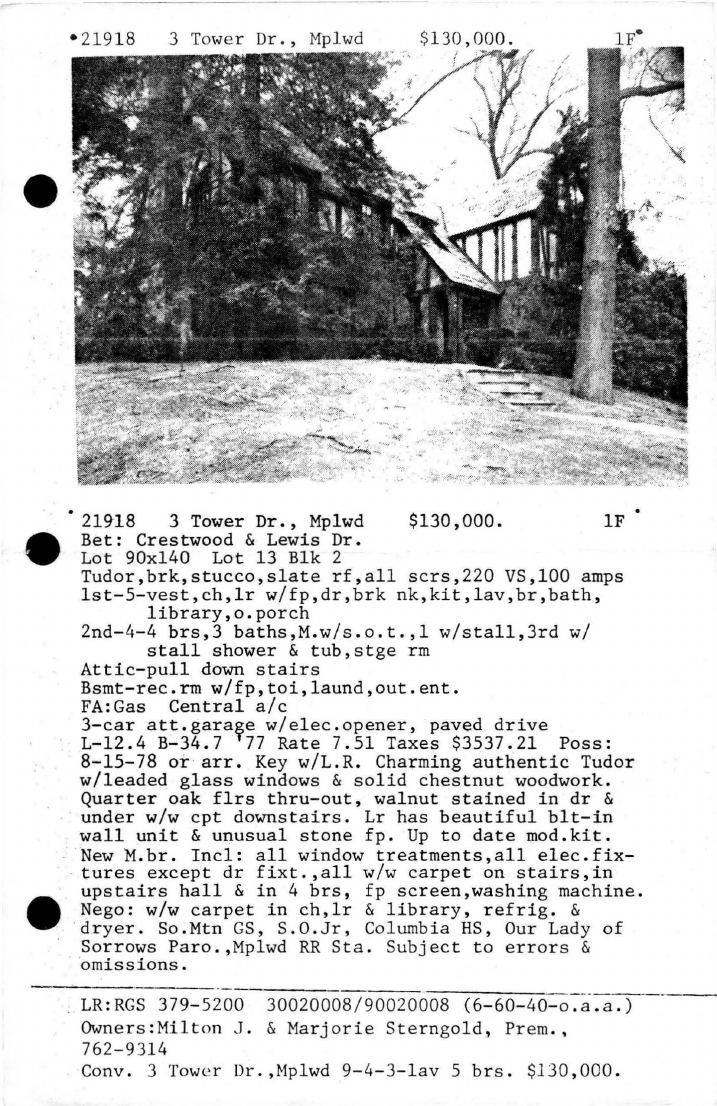 21918 3 Tower Dr., Mplwd $130,000. 1F
21918 3 Tower Dr., Mplwd $130,000. 1F
Bet: Crestwood & Lewis Dr.
Lot 90x140 Lot 13 Blk 2
Tudor,brk,stucco,slate rf,all scrs,220 VS,100 amps
1st-5-vest,ch,lr w/fp,dr,brk nk,kit,lav,br,bath,
library,o.porch
2nd-4-4 brs,3 baths,M.w/s.o.t.,1 w/stall,3rd w/
stall shower & tub,stge rm
Attic-pull down stairs
Bsmt-rec.rm w/fp,toi,laund,out.ent.
FA:Gas Central a/c
3-car att.garage w/elec.opener, paved drive
L-12.4 B-34.7 '77 Rate 7.51 Taxes $3537.21 Poss:
8-15-78 or arr. Key w/L.R. Charming authentic Tudor
w/leaded glass windows & solid chestnut woodwork.
Quarter oak flrs thru-out, walnut stained in dr &
under w/w cpt downstairs. Lr has beautiful blt-in
wall unit & unusual stone fp. Up to date mod.kit.
New M.br. Incl: all window treatments,all elec.fix-
tures except dr fixt.,all w/w carpet on stairs,in
upstairs hall & in 4 brs, fp screen,washing machine.
Nego: w/w carpet in ch,lr & library, refrig. &
dryer. So.Mtn GS, S.O.Jr, Columbia HS, Our Lady of
Sorrows Paro.,Mplwd RR Sta. Subject to errors &
omissions.
LR:RGS 379-5200 30020008/90020008 (6-60-40-o.a.a.)
Owners:Milton J. & Marjorie Sterngold, Prem.,
762-9314
Conv. 3 Tower Dr.,Mplwd 9-4-3-lav 5 brs. $130,000.